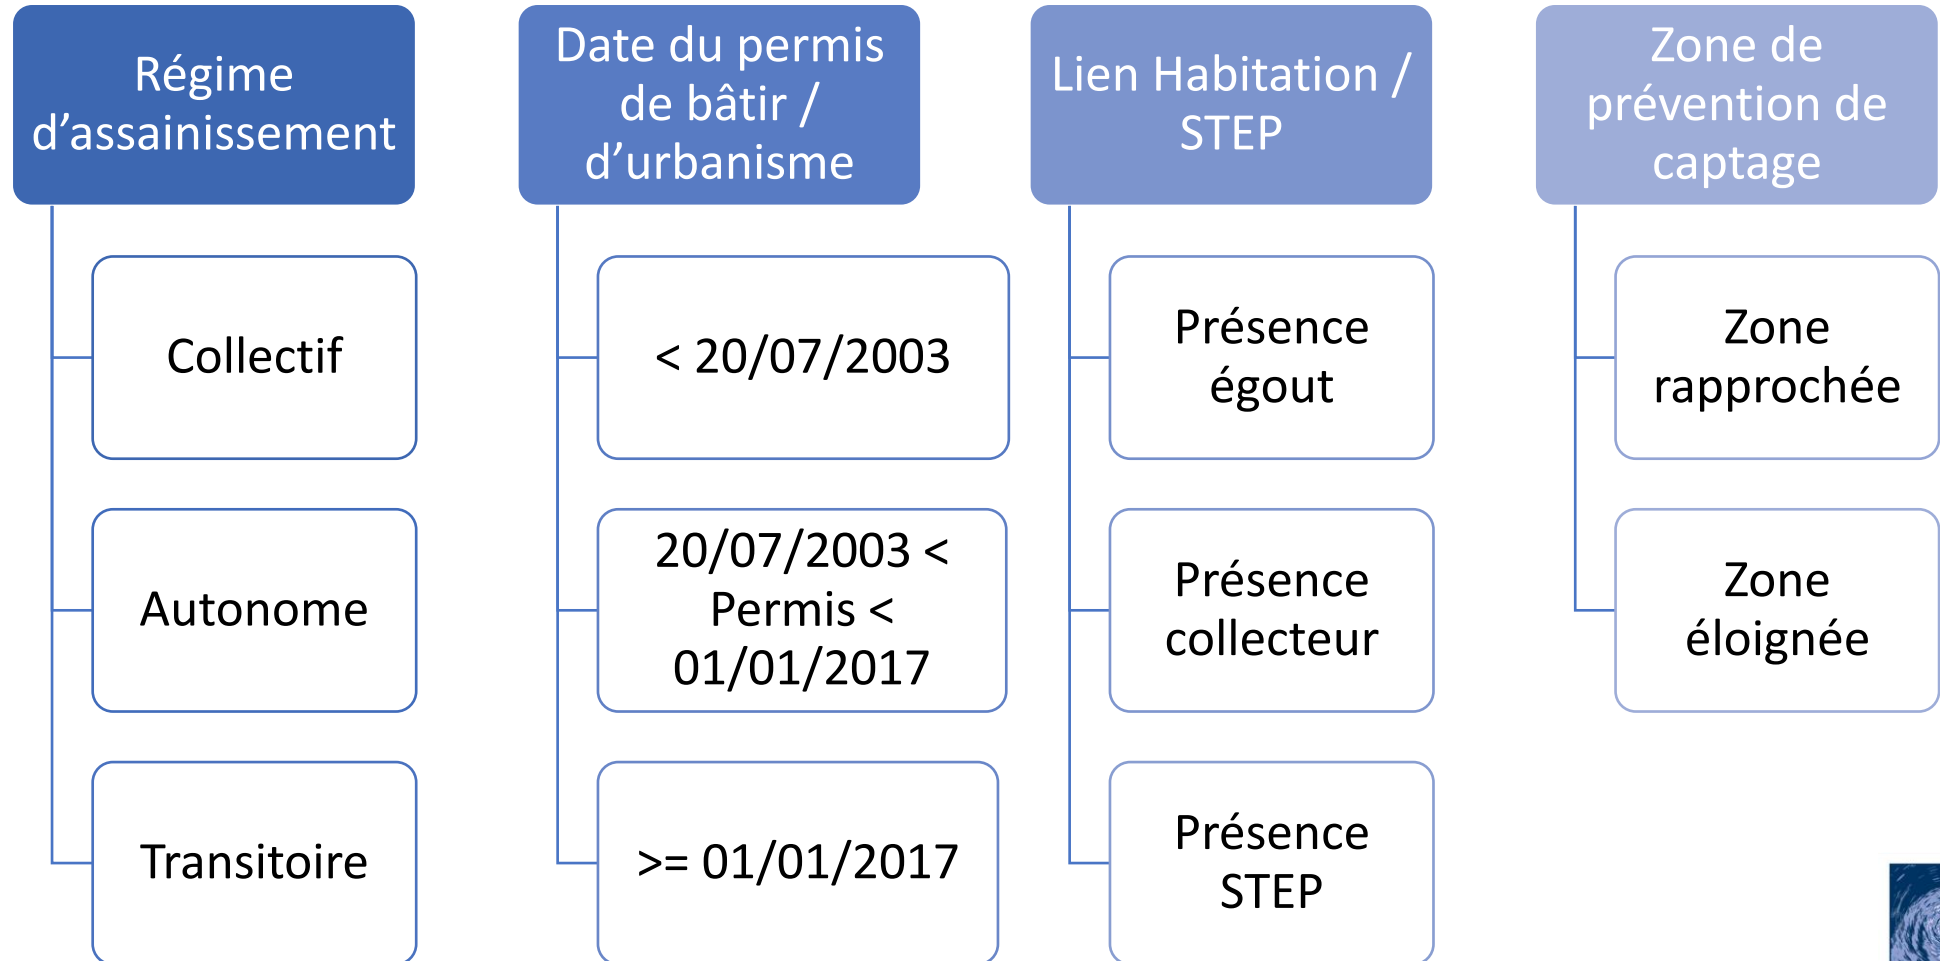 Régime
d’assainissement
Collectif
Autonome
Transitoire
Date du permis
de bâtir /
d’urbanisme
< 20/07/2003
20/07/2003 <
Permis <
01/01/2017
>= 01/01/2017
Lien Habitation /
STEP
Présence
égout
Présence
collecteur
Présence
STEP
Zone de
prévention de
captage
Zone
rapprochée
Zone
éloignée